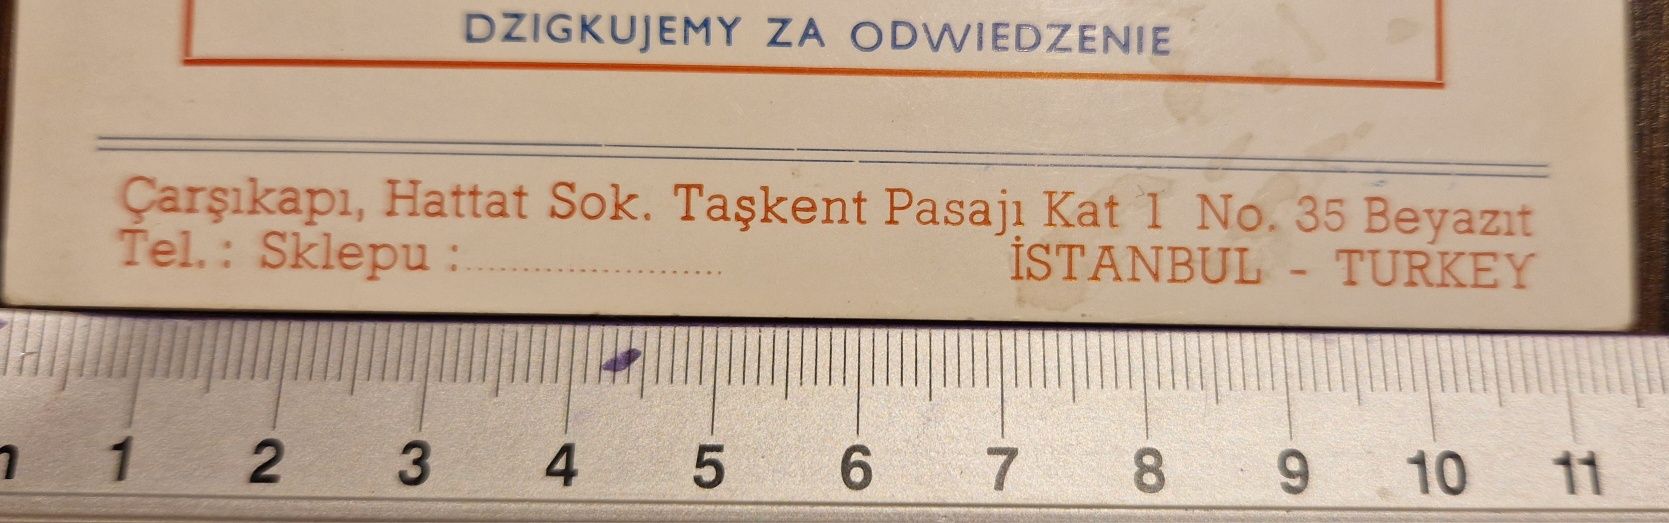 DZIGKUJEMY ZA ODWIEDZENIE
Çarşıkapı, Hattat Sok. Taşkent Pasajı Kat 1 No. 35 Beyazıt
Tel.: Sklepu :........................ İSTANBUL - TURKEY
1 2 3 4 5 6 7 8 9 10 11